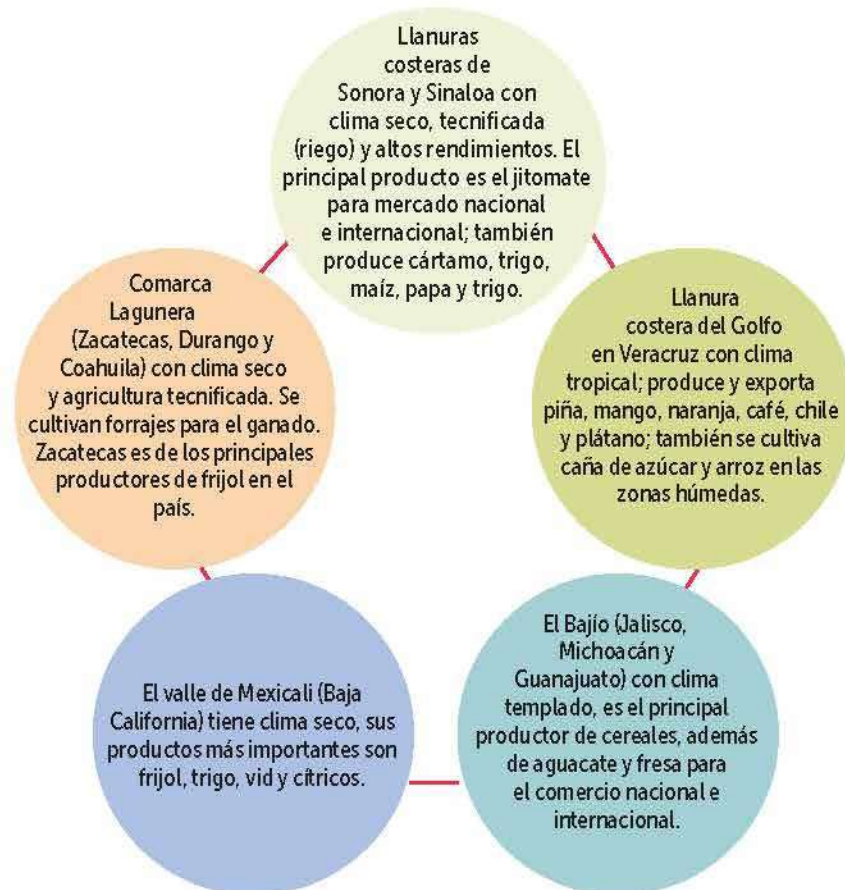 Llanuras
costeras de
Sonora y Sinaloa con
clima seco, tecnificada
(riego) y altos rendimientos. El
principal producto es el jitomate
para mercado nacional
e internacional; también
produce cártamo, trigo,
maíz, papa y trigo.
Comarca
Lagunera
(Zacatecas, Durango y
Coahuila) con clima seco
y agricultura tecnificada. Se
cultivan forrajes para el ganado.
Zacatecas es de los principales
productores de frijol en el
país.
Llanura
costera del Golfo
en Veracruz con clima
tropical; produce y exporta
piña, mango, naranja, café, chile
y plátano; también se cultiva
caña de azúcar y arroz en las
zonas húmedas.
El valle de Mexicali (Baja
California) tiene clima seco, sus
productos más importantes son
frijol, trigo, vid y cítricos.
El Bajío (Jalisco,
Michoacán y
Guanajuato) con clima
templado, es el principal
productor de cereales, además
de aguacate y fresa para
el comercio nacional e
internacional.